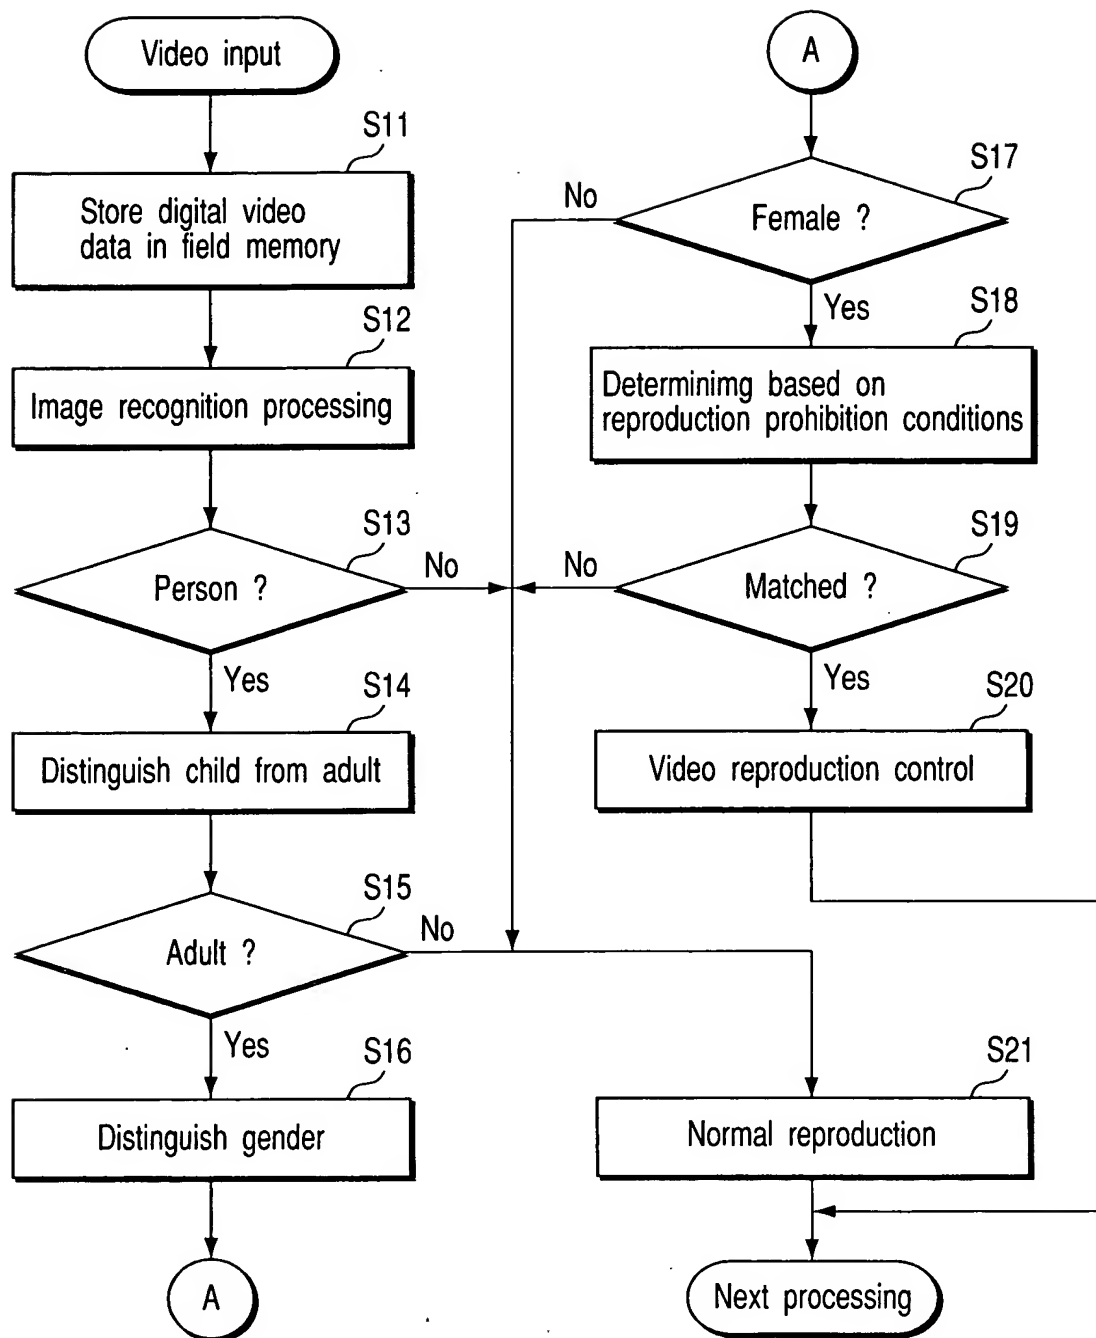 Video input
S11
Store digital video
data in field memory
S12
Image recognition processing
S13
Person ?
No
Yes
S14
Distinguish child from adult
S15
Adult ?
No
Yes
S16
Distinguish gender
A
A
S17
Female ?
No
Yes
S18
Determinimg based on
reproduction prohibition conditions
S19
Matched ?
No
Yes
S20
Video reproduction control
S21
Normal reproduction
Next processing